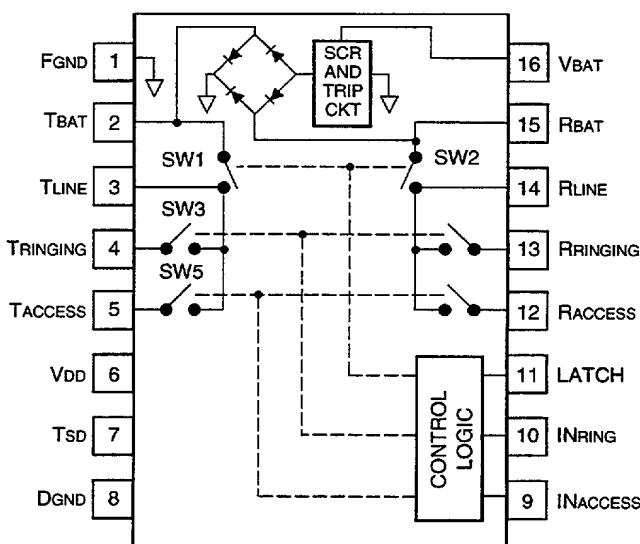 FGND 1
TBAT 2
TLINE 3
TRINGING 4
TACCESS 5
VDD 6
TSD 7
DGND 8
SCR
AND
TRIP
CKT
SW1
SW2
SW3
SW5
CONTROL
LOGIC
16 VBAT
15 RBAT
14 RLINE
13 RRINGING
12 RACCESS
11 LATCH
10 INRING
9 INACCESS